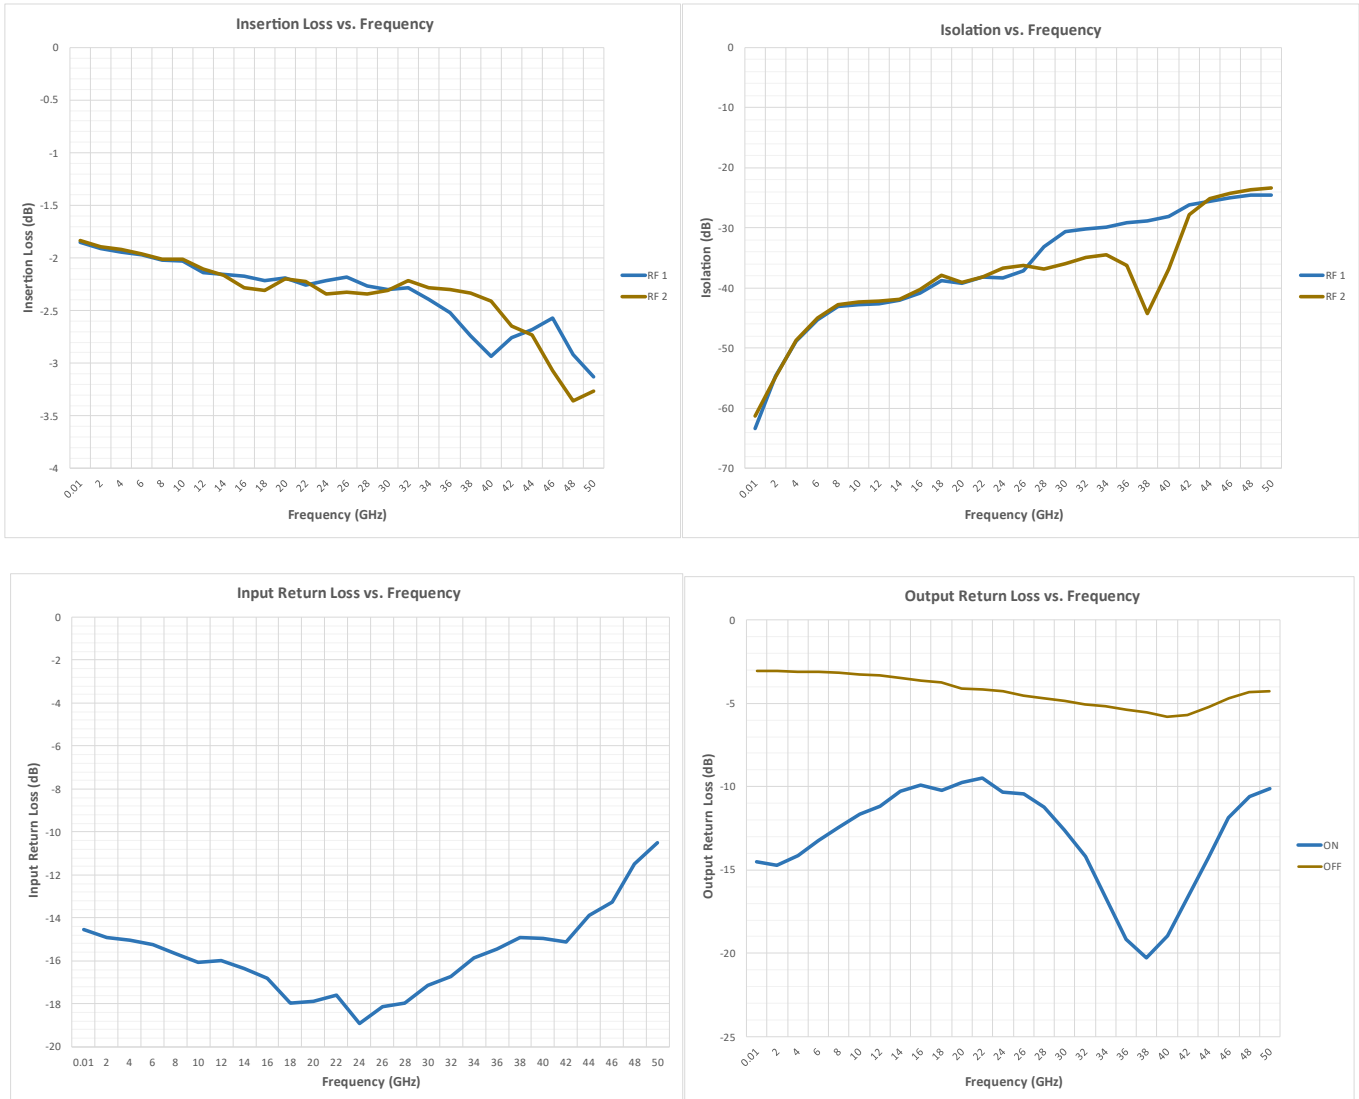 Insertion Loss vs. Frequency
0
-0.5
-1
-1.5
-2
-2.5
-3
-3.5
-4
Insertion Loss (dB)
0.01 2 4 6 8 10 12 14 16 18 20 22 24 26 28 30 32 34 36 38 40 42 44 46 48 50
Frequency (GHz)
RF 1
RF 2
Isolation vs. Frequency
0
-10
-20
-30
-40
-50
-60
-70
Isolation (dB)
0.01 2 4 6 8 10 12 14 16 18 20 22 24 26 28 30 32 34 36 38 40 42 44 46 48 50
Frequency (GHz)
RF 1
RF 2
Input Return Loss vs. Frequency
0
-2
-4
-6
-8
-10
-12
-14
-16
-18
-20
Input Return Loss (dB)
0.01 2 4 6 8 10 12 14 16 18 20 22 24 26 28 30 32 34 36 38 40 42 44 46 48 50
Frequency (GHz)
Output Return Loss vs. Frequency
0
-5
-10
-15
-20
-25
Output Return Loss (dB)
0.01 2 4 6 8 10 12 14 16 18 20 22 24 26 28 30 32 34 36 38 40 42 44 46 48 50
Frequency (GHz)
ON
OFF